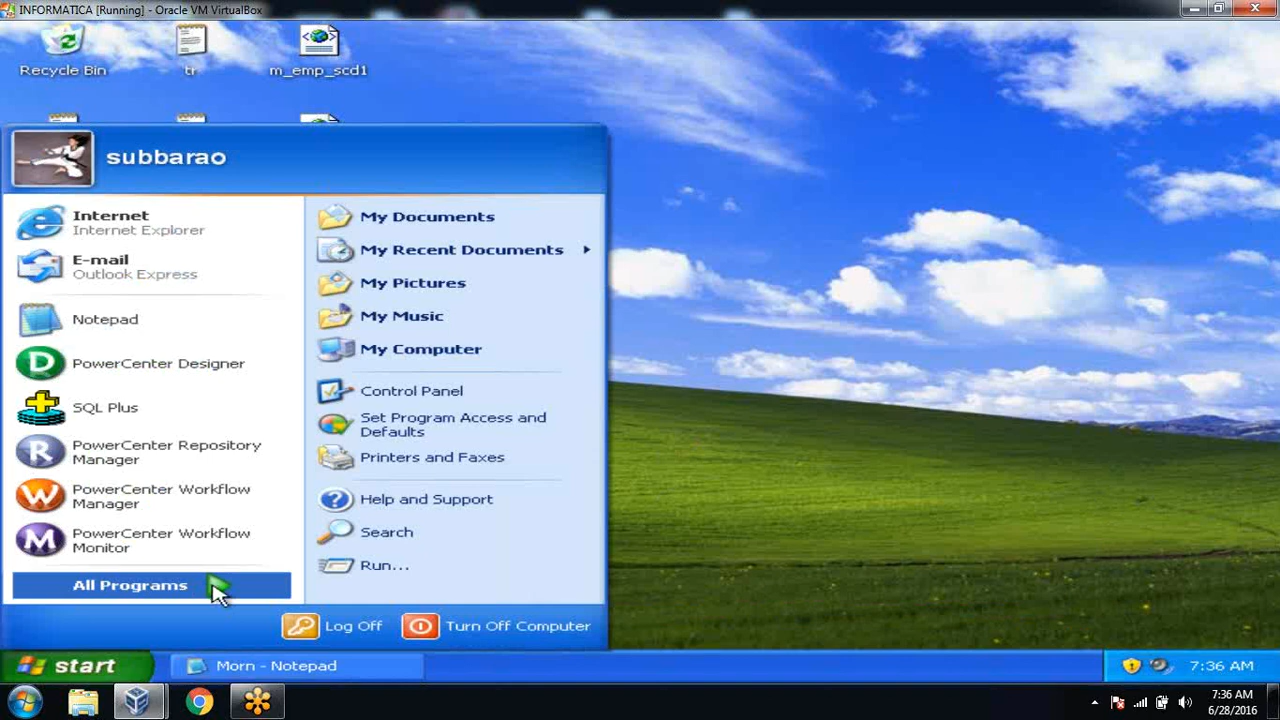 INFORMATICA [Running] - Oracle VM VirtualBox
Recycle Bin
tr
m_emp_scd1
subbarao
Internet
Internet Explorer
E-mail
Outlook Express
Notepad
PowerCenter Designer
SQL Plus
PowerCenter Repository
Manager
PowerCenter Workflow
Manager
PowerCenter Workflow
Monitor
All Programs
My Documents
My Recent Documents
My Pictures
My Music
My Computer
Control Panel
Set Program Access and
Defaults
Printers and Faxes
Help and Support
Search
Run...
Log Off
Turn Off Computer
start
Morn - Notepad
7:36 AM
7:36 AM
6/28/2016